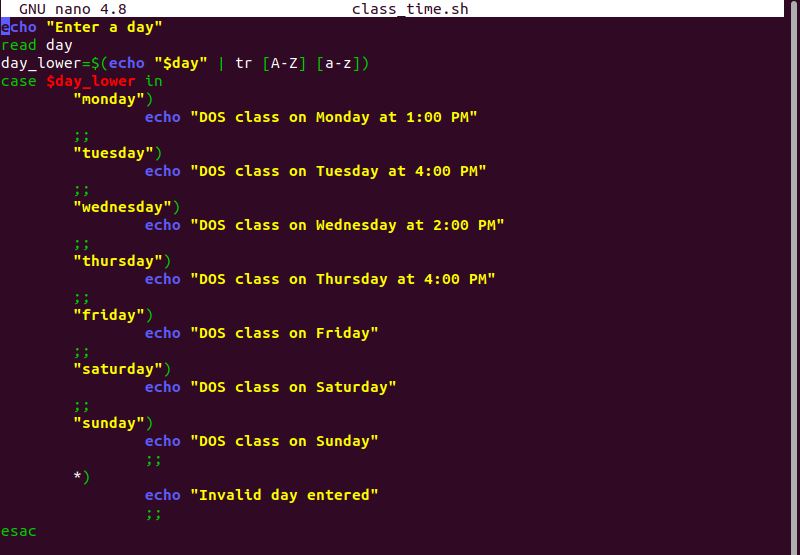 GNU nano 4.8 class_time.sh
echo "Enter a day"
read day
day_lower=$(echo "$day" | tr [A-Z] [a-z])
case $day_lower in
"monday")
echo "DOS class on Monday at 1:00 PM"
;;
"tuesday")
echo "DOS class on Tuesday at 4:00 PM"
;;
"wednesday")
echo "DOS class on Wednesday at 2:00 PM"
;;
"thursday")
echo "DOS class on Thursday at 4:00 PM"
;;
"friday")
echo "DOS class on Friday"
;;
"saturday")
echo "DOS class on Saturday"
;;
"sunday")
echo "DOS class on Sunday"
;;
*)
echo "Invalid day entered"
;;
esac